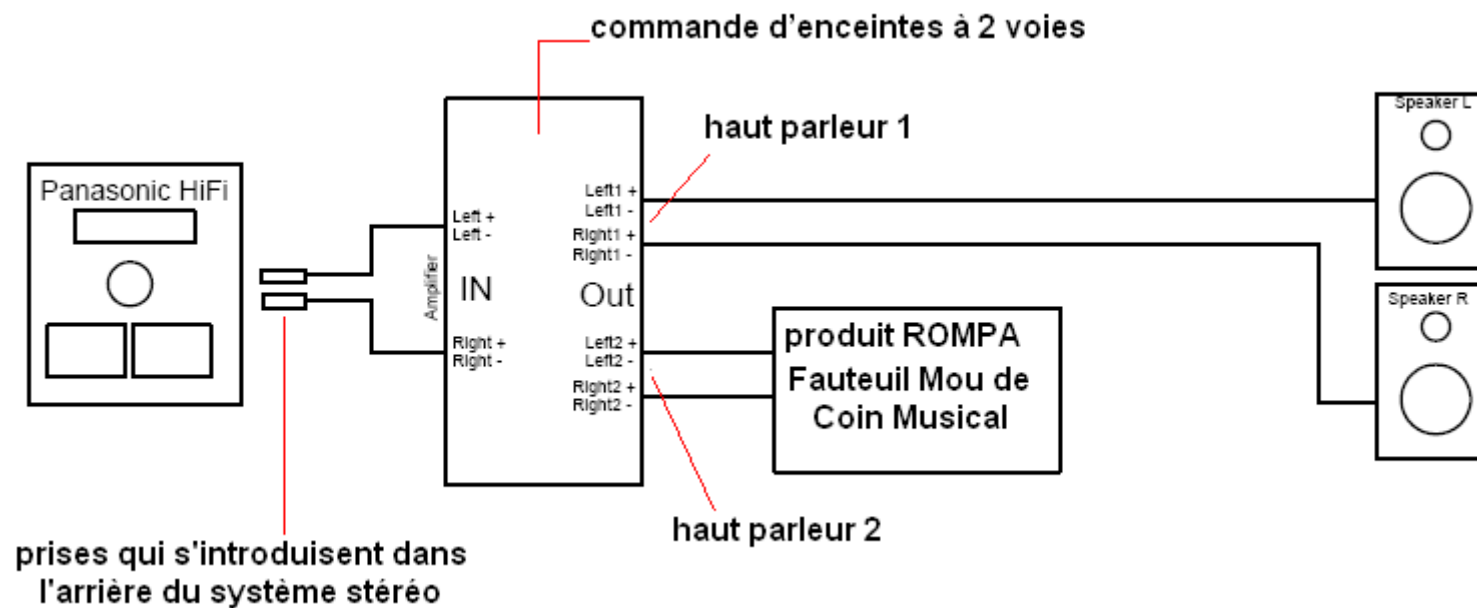 commande d'enceintes à 2 voies
haut parleur 1
Speaker L
Panasonic HiFi
Left +
Left -
Amplifier
IN
Right +
Right -
Left1 +
Left1 -
Right1 +
Right1 -
Out
Left2 +
Left2 -
Right2 +
Right2 -
produit ROMPA
Fauteuil Mou de
Coin Musical
Speaker R
haut parleur 2
prises qui s'introduisent dans
l'arrière du système stéréo